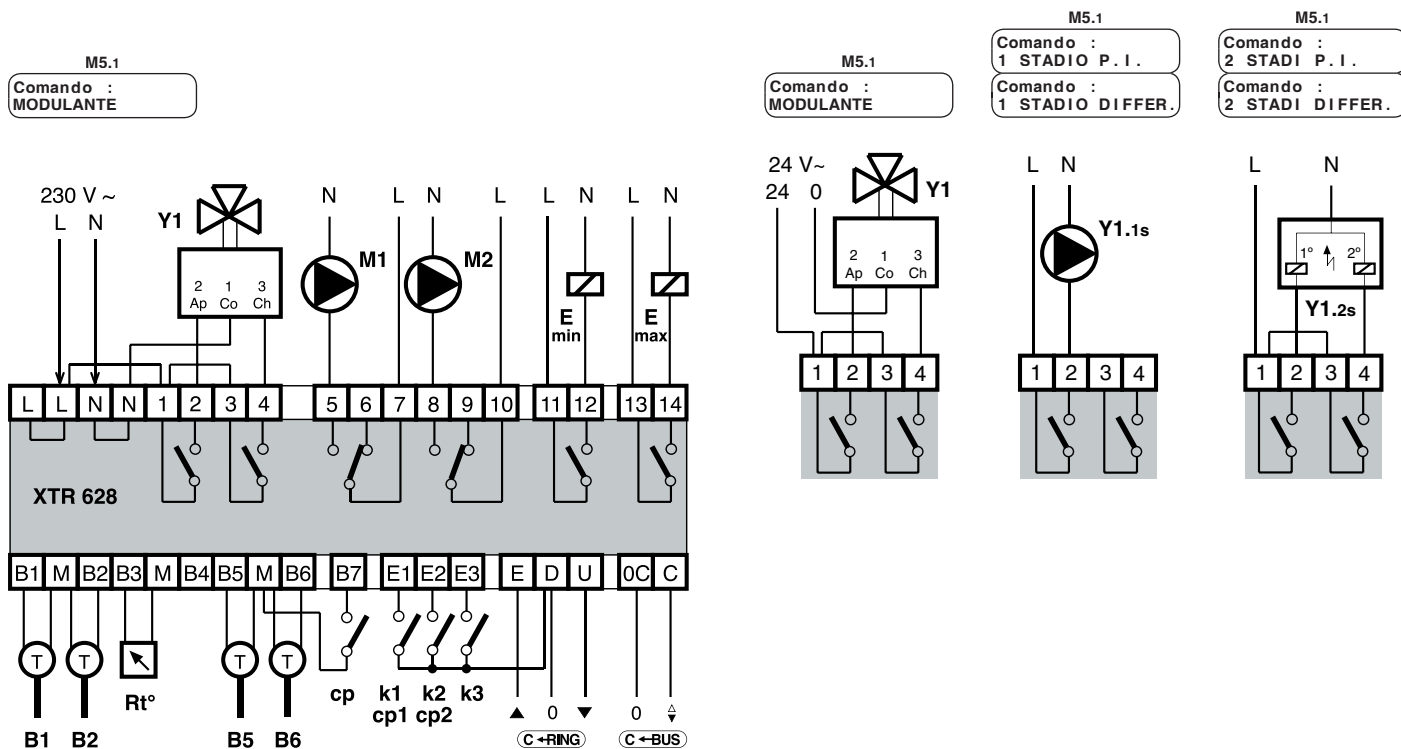 M5.1
Comando :
MODULANTE
M5.1
Comando :
MODULANTE
M5.1
Comando :
1 STADIO P.I.
Comando :
1 STADIO DIFFER.
M5.1
Comando :
2 STADI P.I.
Comando :
2 STADI DIFFER.
230 V ~
L N
Y1
2 1 3
Ap Co Ch
N L N L L N L N
M1 M2
E min
E max
L L N N 1 2 3 4 5 6 7 8 9 10 11 12 13 14
XTR 628
B1 M B2 B3 M B4 B5 M B6 B7 E1 E2 E3 E D U 0C C
T T T T
Rt°
cp k1 k2 k3
cp1 cp2
0 0
B1 B2 B5 B6
C RING C BUS
24 V~
24 0
Y1
2 1 3
Ap Co Ch
1 2 3 4
L N
Y1.1s
1 2 3 4
L N
1° 2°
Y1.2s
1 2 3 4